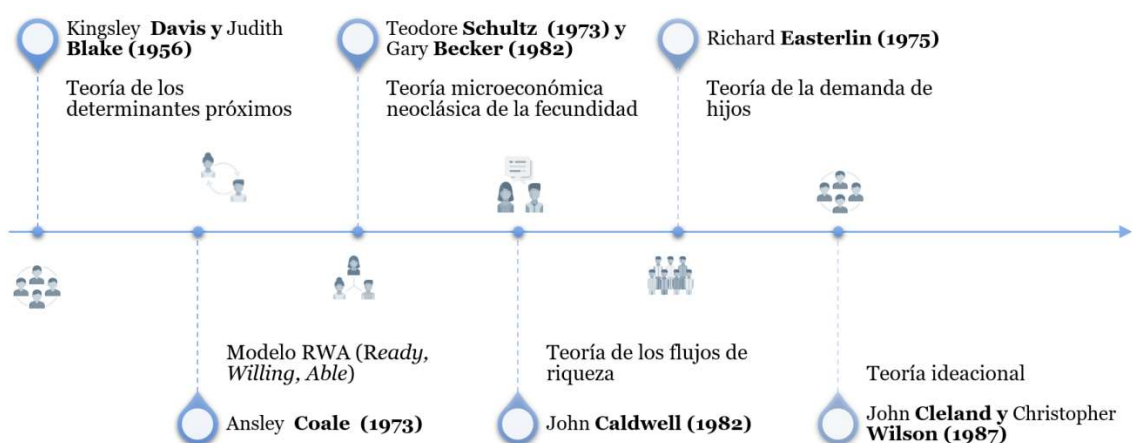 Kingsley Davis y Judith
Blake (1956)
Teoría de los
determinantes próximos
Teodore Schultz (1973) y
Gary Becker (1982)
Teoría microeconómica
neoclásica de la fecundidad
Richard Easterlin (1975)
Teoría de la demanda de
hijos
Modelo RWA (Ready,
Willing, Able)
Ansley Coale (1973)
Teoría de los flujos de
riqueza
John Caldwell (1982)
Teoría ideacional
John Cleland y Christopher
Wilson (1987)